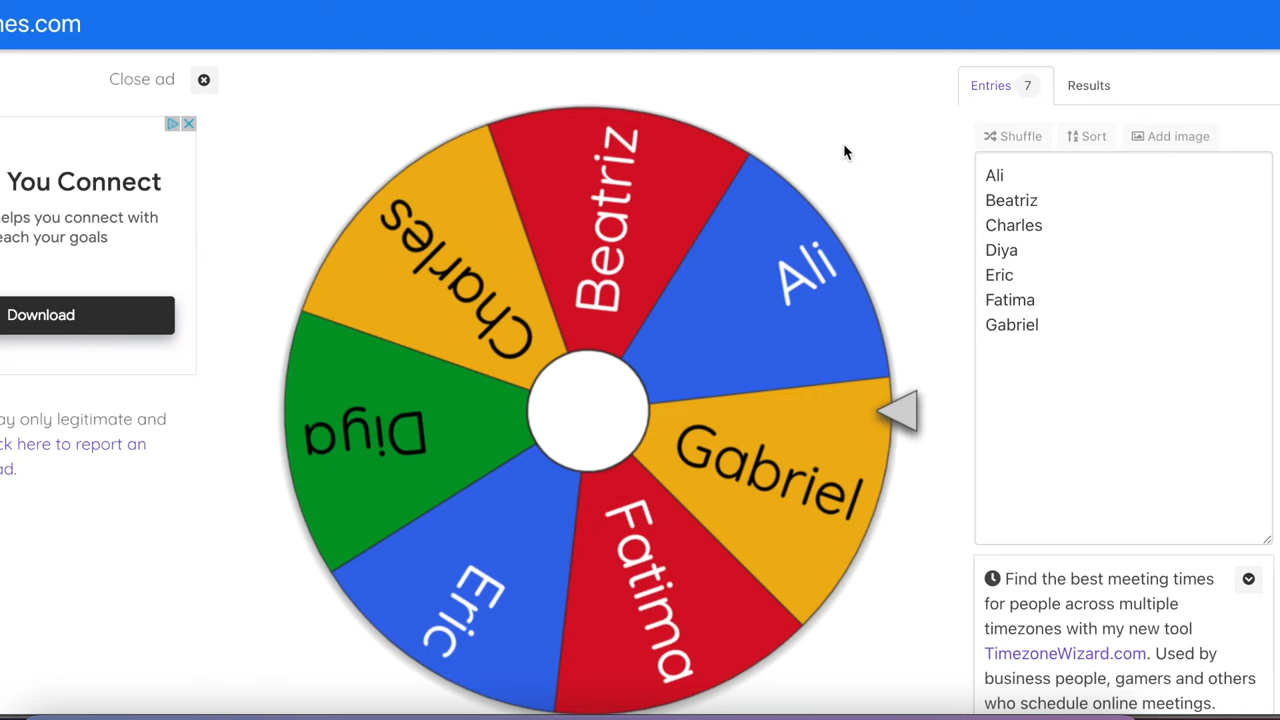 nes.com
Close ad
You Connect
elps you connect with
each your goals
Download
ay only legitimate and
ck here to report an
ad.
Beatriz
Ali
Gabriel
Fatima
Eric
Diya
Charles
Entries 7
Results
Shuffle
Sort
Add image
Ali
Beatriz
Charles
Diya
Eric
Fatima
Gabriel
Find the best meeting times
for people across multiple
timezones with my new tool
TimezoneWizard.com. Used by
business people, gamers and others
who schedule online meetings.